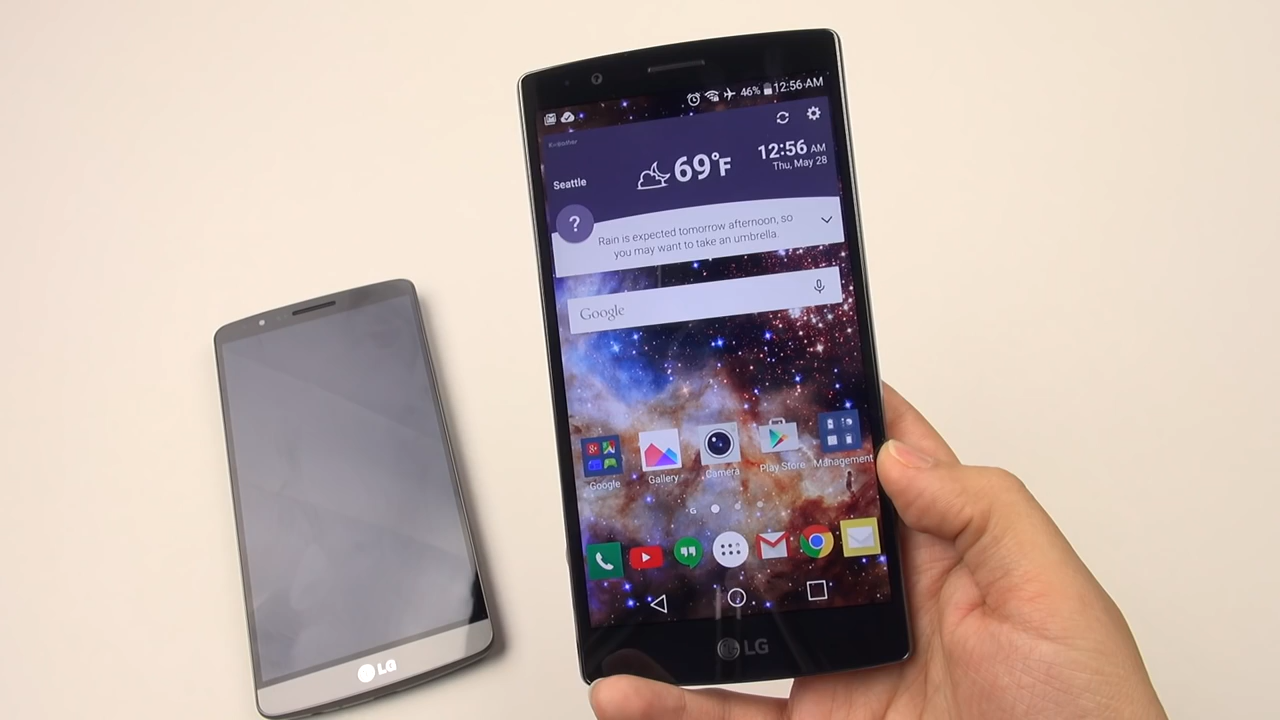 46% 12:56 AM
12:56 AM
Thu, May 28
69°F
Seattle
?
Rain is expected tomorrow afternoon, so
you may want to take an umbrella.
Google
Google
Gallery
Camera
Play Store
Management
G
LG
LG